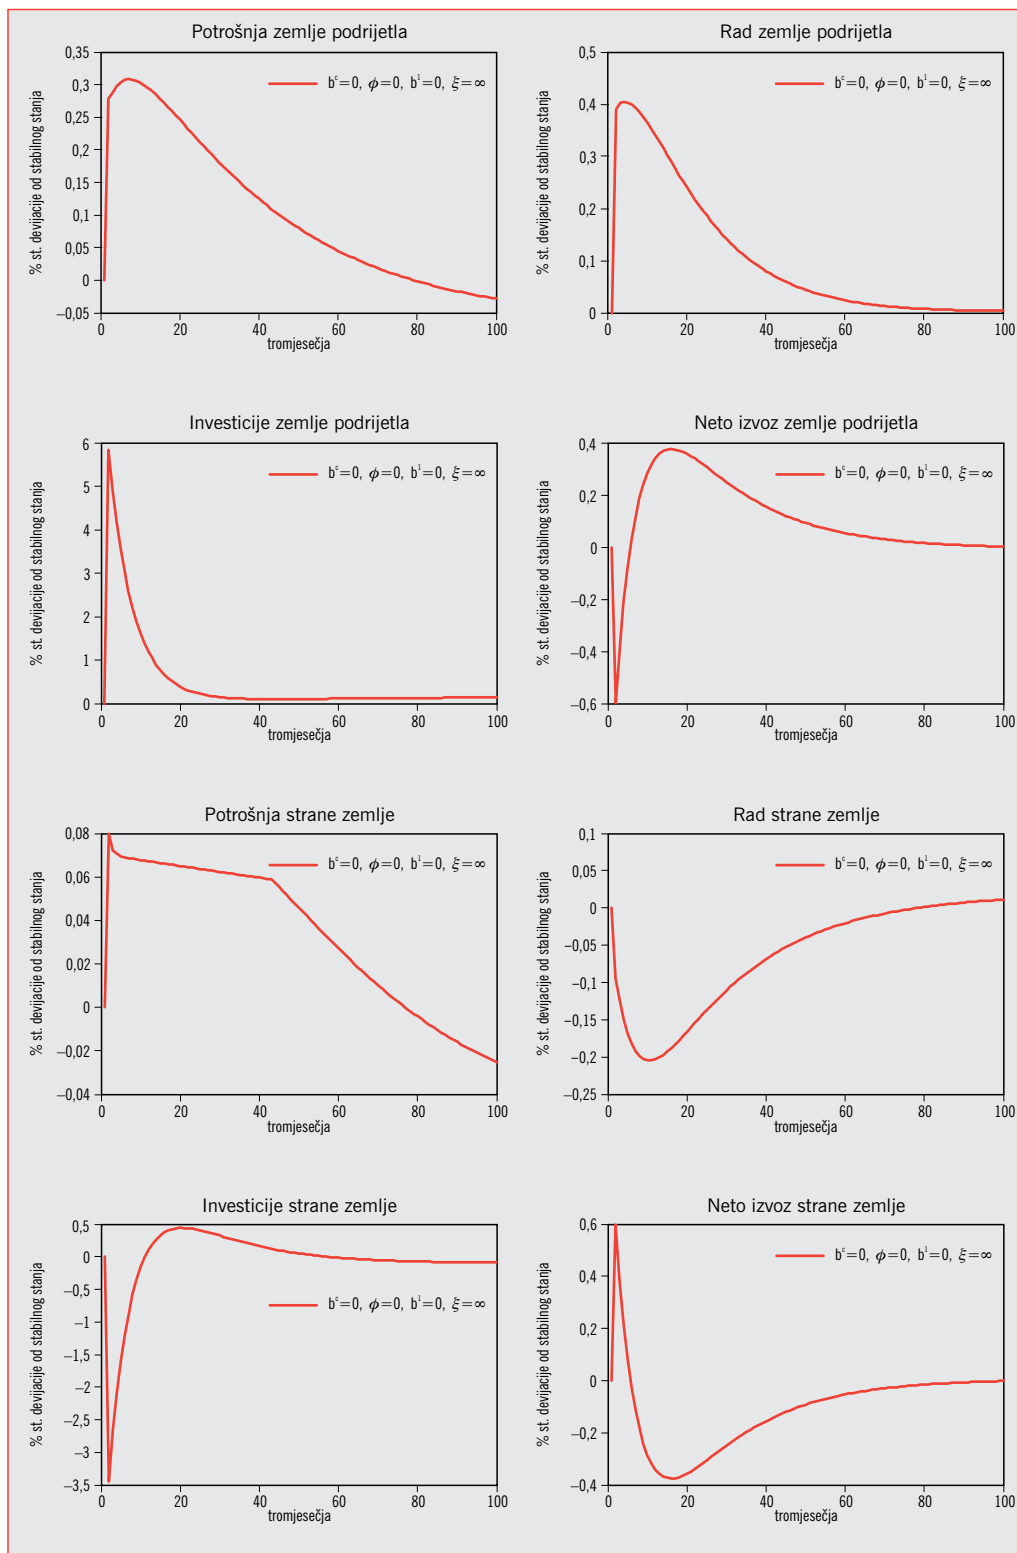 Potrošnja zemlje podrijetla
% st. devijacije od stabilnog stanja
0,35
0,3
0,25
0,2
0,15
0,1
0,05
0
−0,05
bᶜ=0, ϕ=0, b¹=0, ξ=∞
0 20 40 60 80 100
tromjesečja
Rad zemlje podrijetla
% st. devijacije od stabilnog stanja
0,5
0,4
0,3
0,2
0,1
0
bᶜ=0, ϕ=0, b¹=0, ξ=∞
0 20 40 60 80 100
tromjesečja
Investicije zemlje podrijetla
% st. devijacije od stabilnog stanja
6
5
4
3
2
1
0
bᶜ=0, ϕ=0, b¹=0, ξ=∞
0 20 40 60 80 100
tromjesečja
Neto izvoz zemlje podrijetla
% st. devijacije od stabilnog stanja
0,4
0,2
0
−0,2
−0,4
−0,6
bᶜ=0, ϕ=0, b¹=0, ξ=∞
0 20 40 60 80 100
tromjesečja
Potrošnja strane zemlje
% st. devijacije od stabilnog stanja
0,08
0,06
0,04
0,02
0
−0,02
−0,04
bᶜ=0, ϕ=0, b¹=0, ξ=∞
0 20 40 60 80 100
tromjesečja
Rad strane zemlje
% st. devijacije od stabilnog stanja
0,1
0,05
0
−0,05
−0,1
−0,15
−0,2
−0,25
bᶜ=0, ϕ=0, b¹=0, ξ=∞
0 20 40 60 80 100
tromjesečja
Investicije strane zemlje
% st. devijacije od stabilnog stanja
0,5
0
−0,5
−1
−1,5
−2
−2,5
−3
−3,5
bᶜ=0, ϕ=0, b¹=0, ξ=∞
0 20 40 60 80 100
tromjesečja
Neto izvoz strane zemlje
% st. devijacije od stabilnog stanja
0,6
0,4
0,2
0
−0,2
−0,4
bᶜ=0, ϕ=0, b¹=0, ξ=∞
0 20 40 60 80 100
tromjesečja